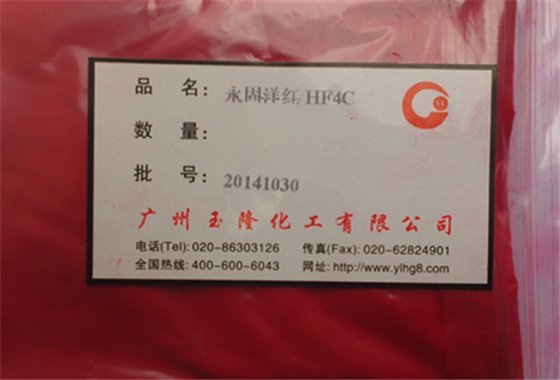 品 名: 永固洋红 HF4C
数 量:
批 号: 20141030
广州玉隆化工有限公司
电话(Tel): 020-86303126 传真(Fax): 020-62824901
全国热线: 400-600-6043 网址: http://www.ylhg8.com